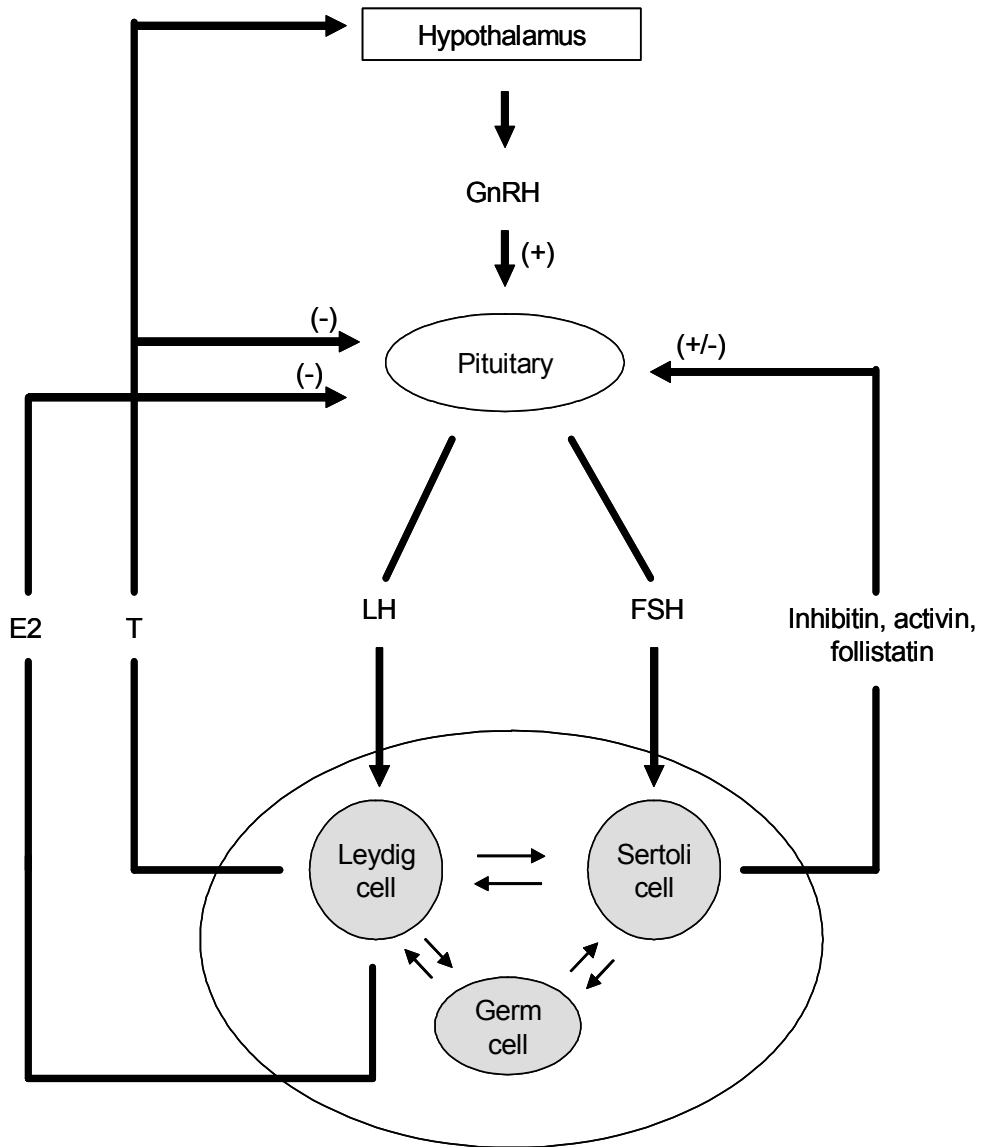 Hypothalamus
GnRH
(+)
(-)
(+/-)
Pituitary
(-)
LH
FSH
E2
T
Inhibitin, activin,
follistatin
Leydig
cell
Sertoli
cell
Germ
cell